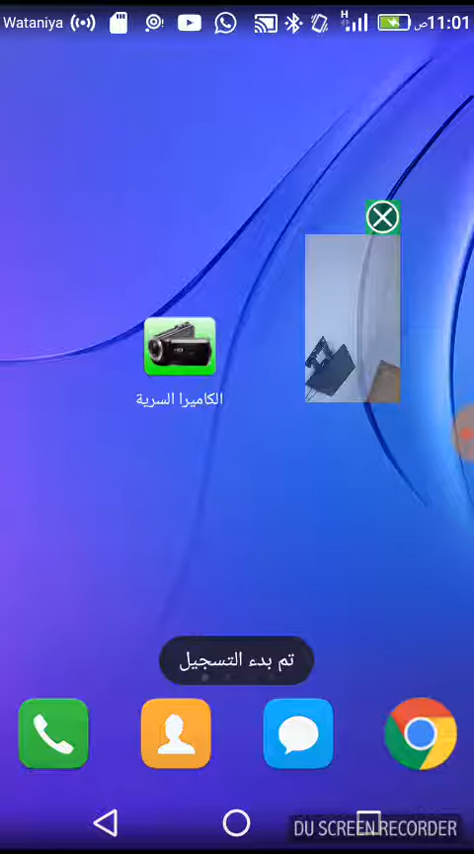 Wataniya H ص 11:01
الكاميرا السرية
تم بدء التسجيل
DU SCREEN RECORDER